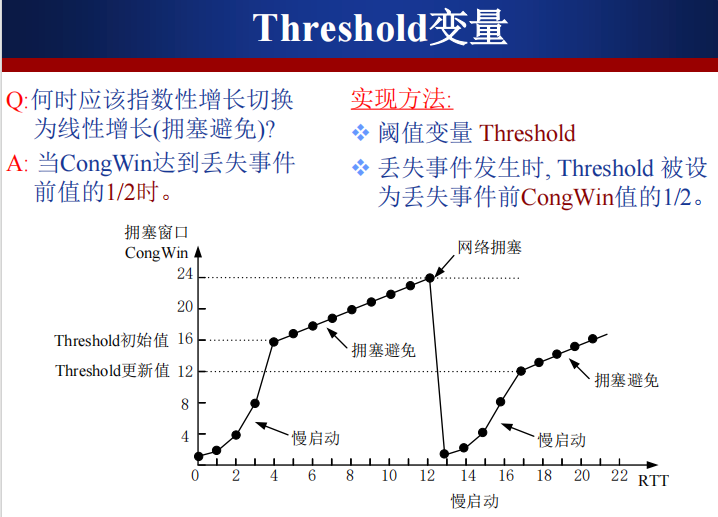 Threshold变量
Q:何时应该指数性增长切换
为线性增长(拥塞避免)?
A: 当CongWin达到丢失事件
前值的1/2时。
实现方法:
阈值变量 Threshold
丢失事件发生时, Threshold 被设
为丢失事件前CongWin值的1/2。
拥塞窗口
CongWin
网络拥塞
24
20
Threshold初始值 16
拥塞避免
Threshold更新值 12
拥塞避免
8
4
慢启动
慢启动
0 2 4 6 8 10 12 14 16 18 20 22 RTT
慢启动